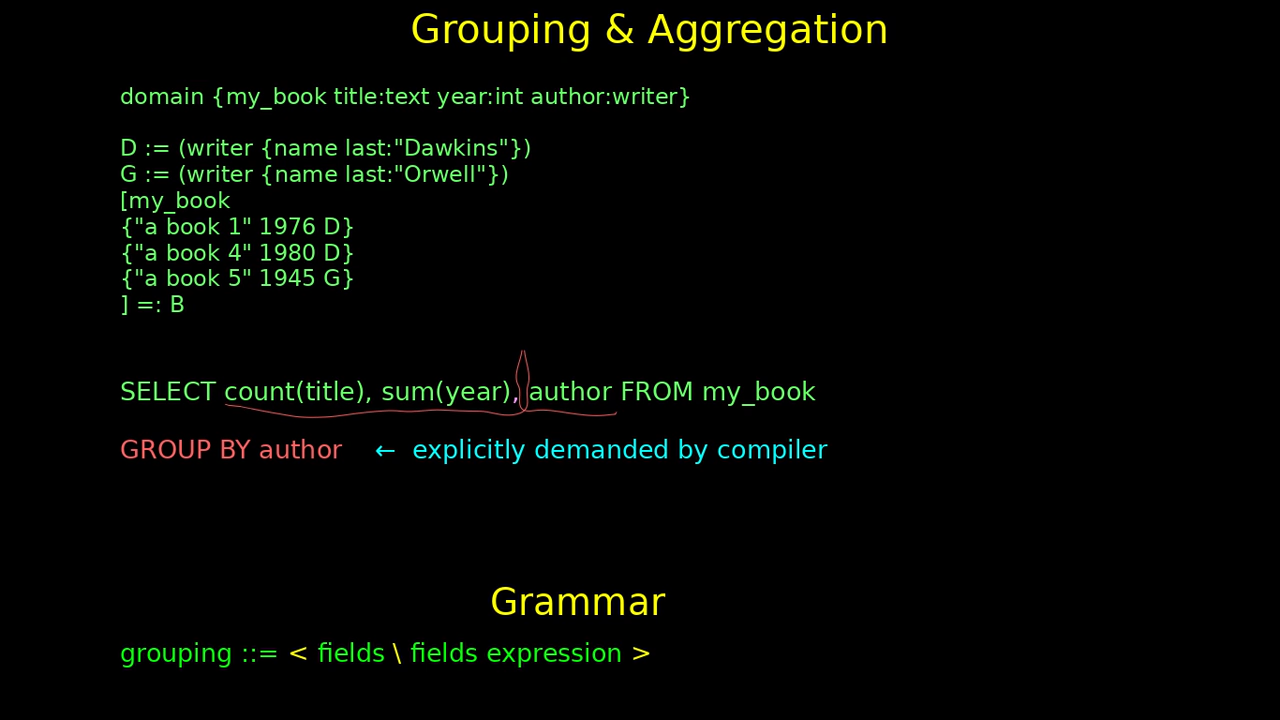 Grouping & Aggregation
domain {my_book title:text year:int author:writer}
D := (writer {name last:"Dawkins"})
G := (writer {name last:"Orwell"})
[my_book
{"a book 1" 1976 D}
{"a book 4" 1980 D}
{"a book 5" 1945 G}
] =: B
SELECT count(title), sum(year), author FROM my_book
GROUP BY author ← explicitly demanded by compiler
Grammar
grouping ::= < fields \ fields expression >